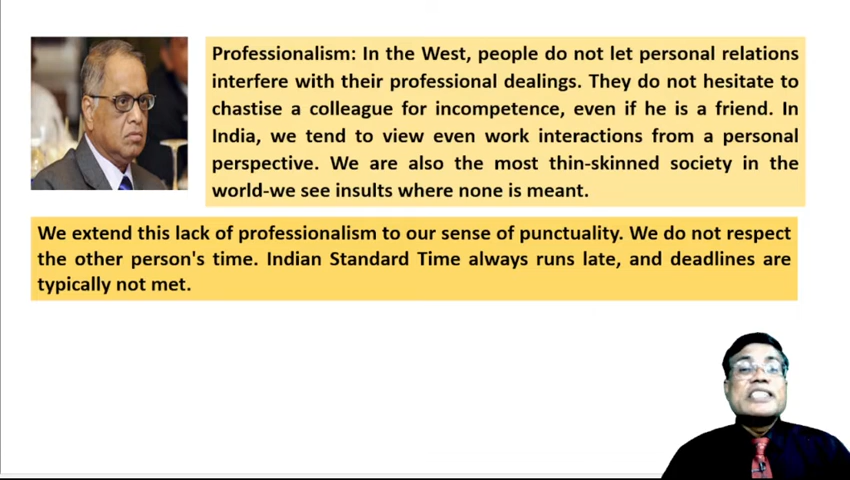 Professionalism: In the West, people do not let personal relations
interfere with their professional dealings. They do not hesitate to
chastise a colleague for incompetence, even if he is a friend. In
India, we tend to view even work interactions from a personal
perspective. We are also the most thin-skinned society in the
world-we see insults where none is meant.
We extend this lack of professionalism to our sense of punctuality. We do not respect
the other person's time. Indian Standard Time always runs late, and deadlines are
typically not met.